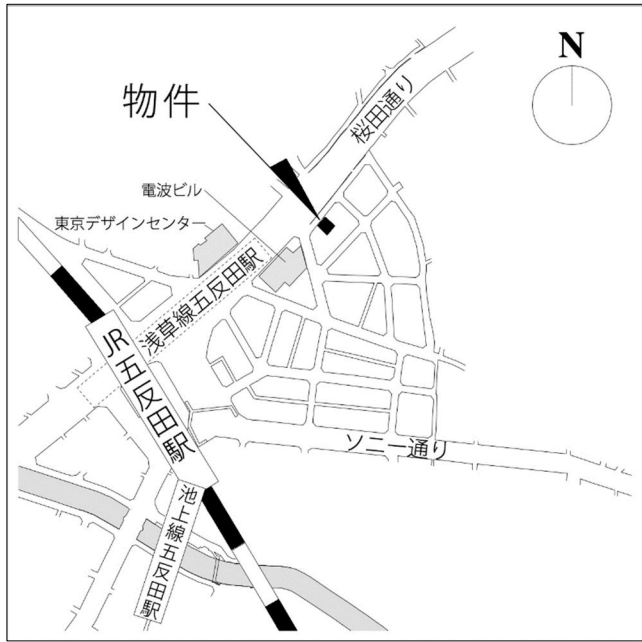 N
物件
桜田通り
電波ビル
東京デザインセンター
浅草線五反田駅
JR五反田駅
ソニー通り
池上線五反田駅